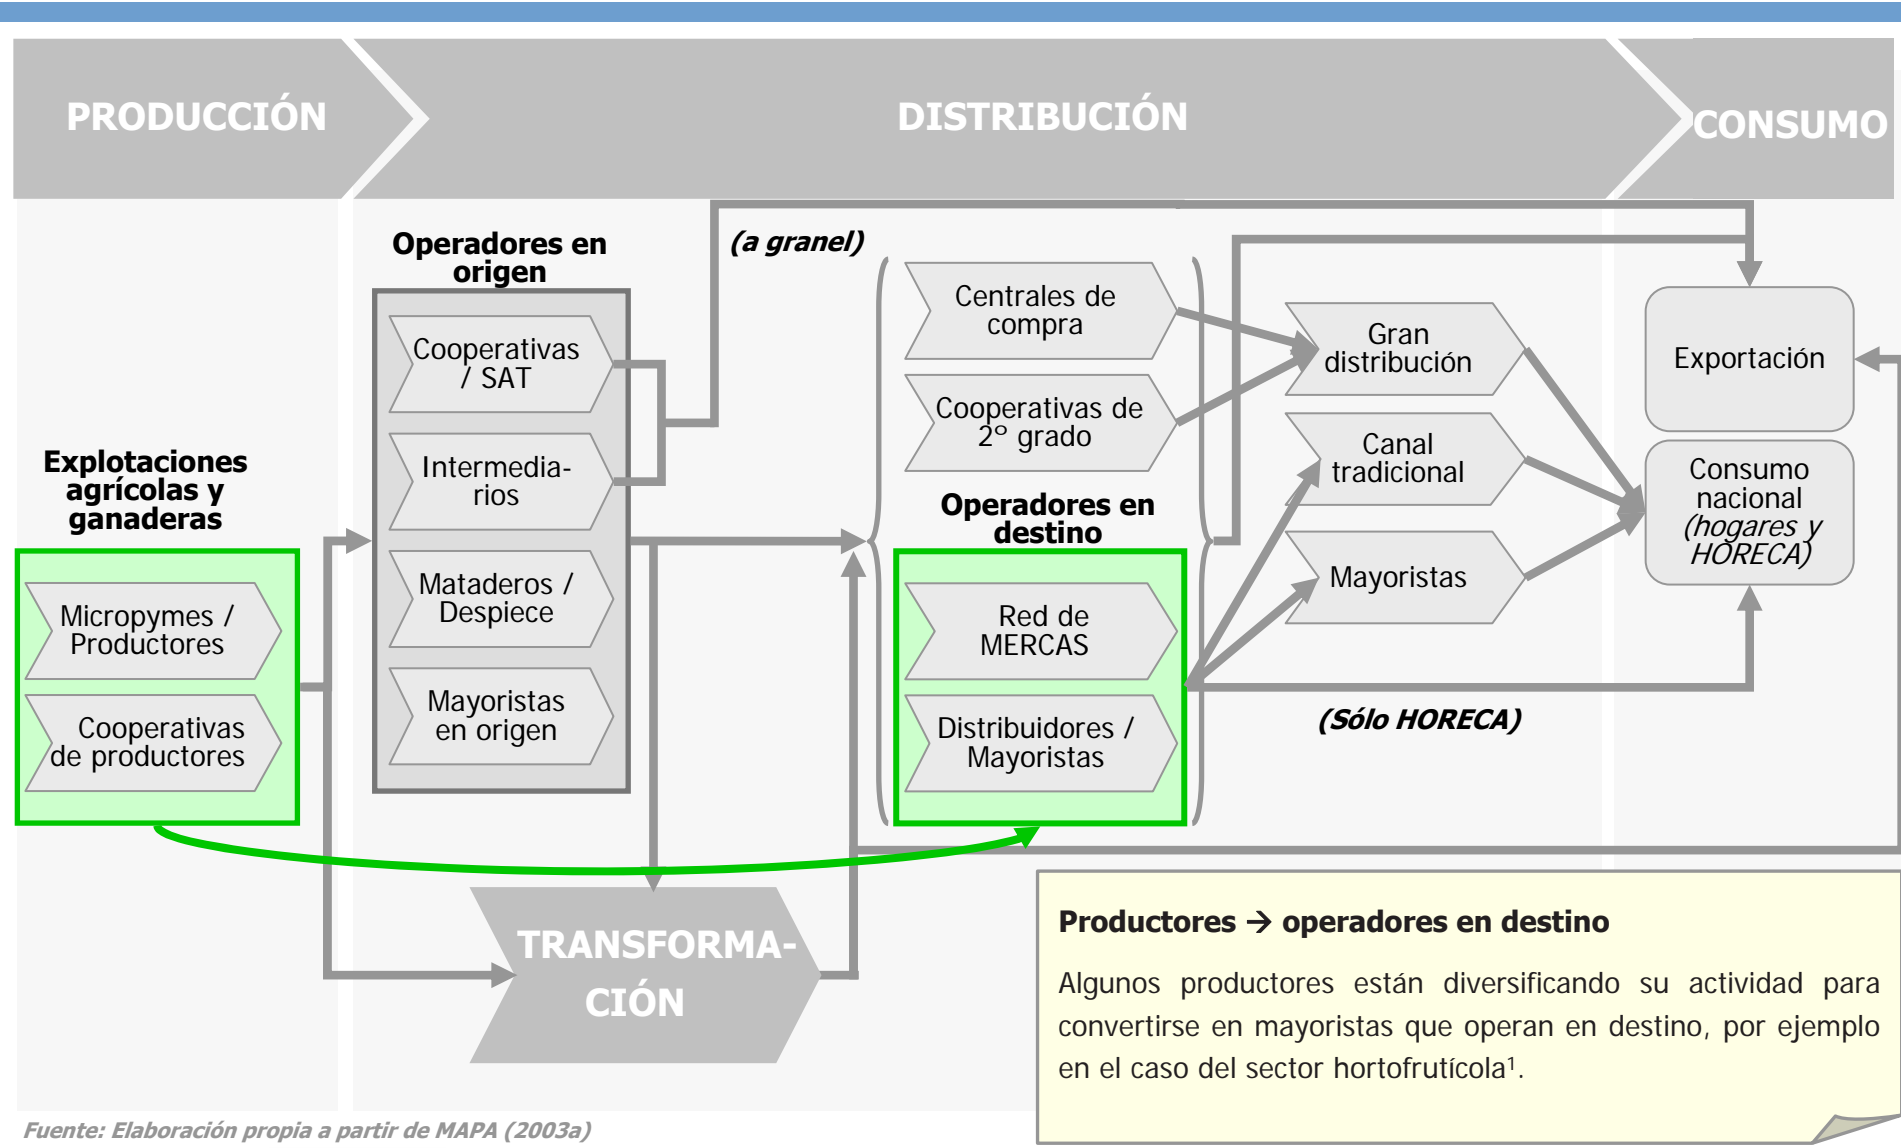 PRODUCCIÓN
DISTRIBUCIÓN
CONSUMO
Operadores en
origen
(a granel)
Cooperativas
/ SAT
Intermedia-
rios
Mataderos /
Despiece
Mayoristas
en origen
Explotaciones
agrícolas y
ganaderas
Micropymes /
Productores
Cooperativas
de productores
Centrales de
compra
Cooperativas de
2º grado
Operadores en
destino
Red de
MERCAS
Distribuidores /
Mayoristas
Gran
distribución
Canal
tradicional
Mayoristas
(Sólo HORECA)
Exportación
Consumo
nacional
(hogares y
HORECA)
TRANSFORMA-
CIÓN
Productores → operadores en destino
Algunos productores están diversificando su actividad para
convertirse en mayoristas que operan en destino, por ejemplo
en el caso del sector hortofrutícola¹.
Fuente: Elaboración propia a partir de MAPA (2003a)